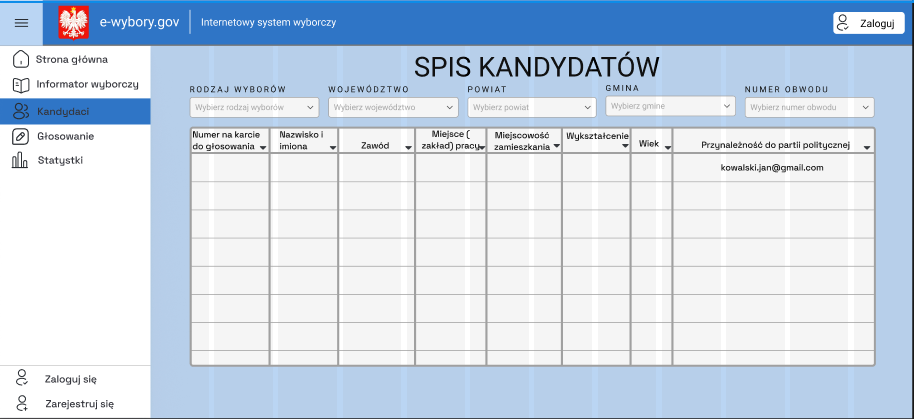 e-wybory.gov
Internetowy system wyborczy
Zaloguj
Strona główna
Informator wyborczy
Kandydaci
Głosowanie
Statystki
Zaloguj się
Zarejestruj się
SPIS KANDYDATÓW
RODZAJ WYBORÓW
Wybierz rodzaj wyborów
WOJEWÓDZTWO
Wybierz województwo
POWIAT
Wybierz powiat
GMINA
Wybierz gmine
NUMER OBWODU
Wybierz numer obwodu
Numer na karcie
do głosowania
Nazwisko i
imiona
Zawód
Miejsce (
zakład) pracy
Miejscowość
zamieszkania
Wykształcenie
Wiek
Przynależność do partii politycznej
kowalski.jan@gmail.com